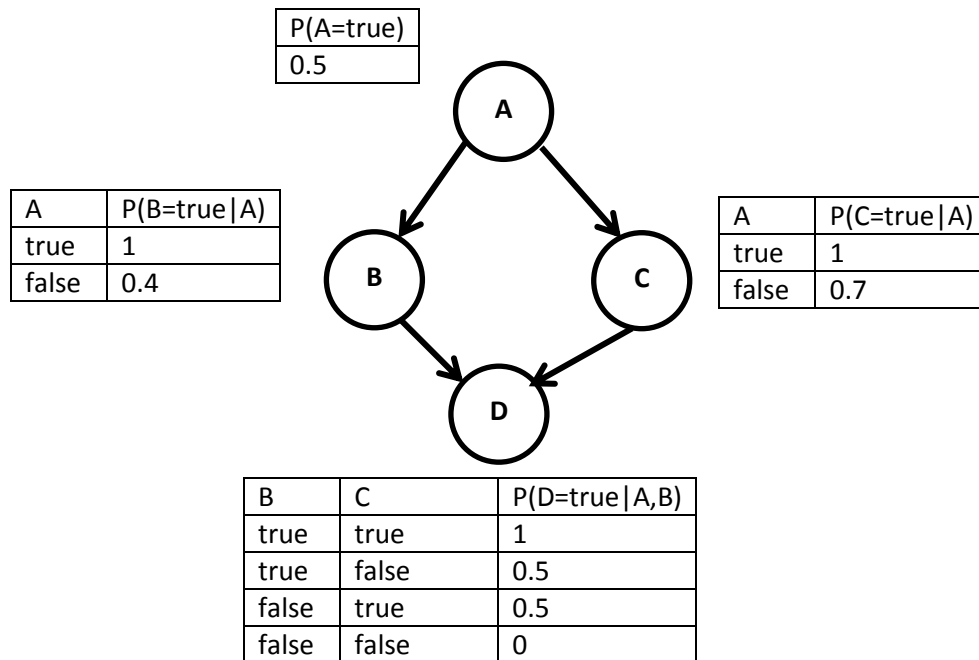 P(A=true)
0.5
A
A P(B=true|A)
true 1
false 0.4
A P(C=true|A)
true 1
false 0.7
B
C
D
B C P(D=true|A,B)
true true 1
true false 0.5
false true 0.5
false false 0